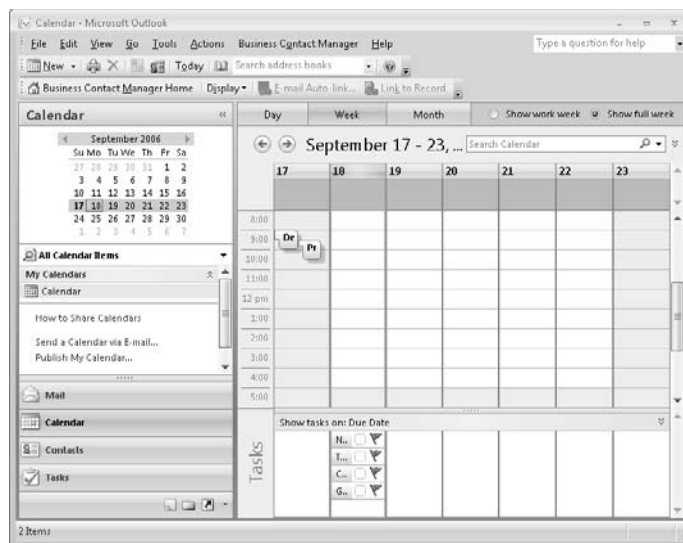 Calendar - Microsoft Outlook
File Edit View Go Tools Actions Business Contact Manager Help Type a question for help
New Today Search address books
Business Contact Manager Home Display E-mail Auto-link... Link to Record
Calendar «
Day Week Month Show work week Show full week
September 2006
Su Mo Tu We Th Fr Sa
27 28 29 30 31 1 2
3 4 5 6 7 8 9
10 11 12 13 14 15 16
17 18 19 20 21 22 23
24 25 26 27 28 29 30
1 2 3 4 5 6 7
All Calendar Items
My Calendars
Calendar
How to Share Calendars
Send a Calendar via E-mail...
Publish My Calendar...
Mail
Calendar
Contacts
Tasks
September 17 - 23, ... Search Calendar
17 18 19 20 21 22 23
8:00
9:00 De
Pr
10:00
11:00
12 pm
1:00
2:00
3:00
4:00
5:00
Tasks
Show tasks on: Due Date
N...
T...
C...
G...
2 Items